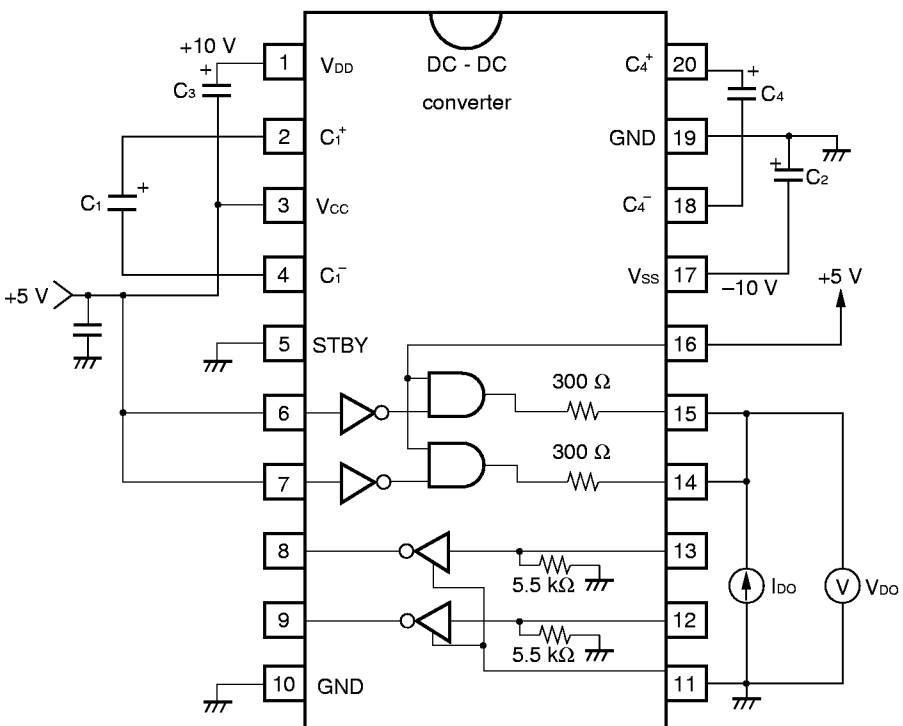 +10 V
+
C3
1
VDD
DC - DC
converter
C4+
20
+
C4
2
C1+
GND
19
+
C2
C1
+
3
VCC
C4−
18
4
C1−
VSS
17
−10 V
+5 V
+5 V
5
STBY
16
300 Ω
6
15
300 Ω
7
14
8
13
5.5 kΩ
IDO
V
VDO
9
12
5.5 kΩ
10
GND
11